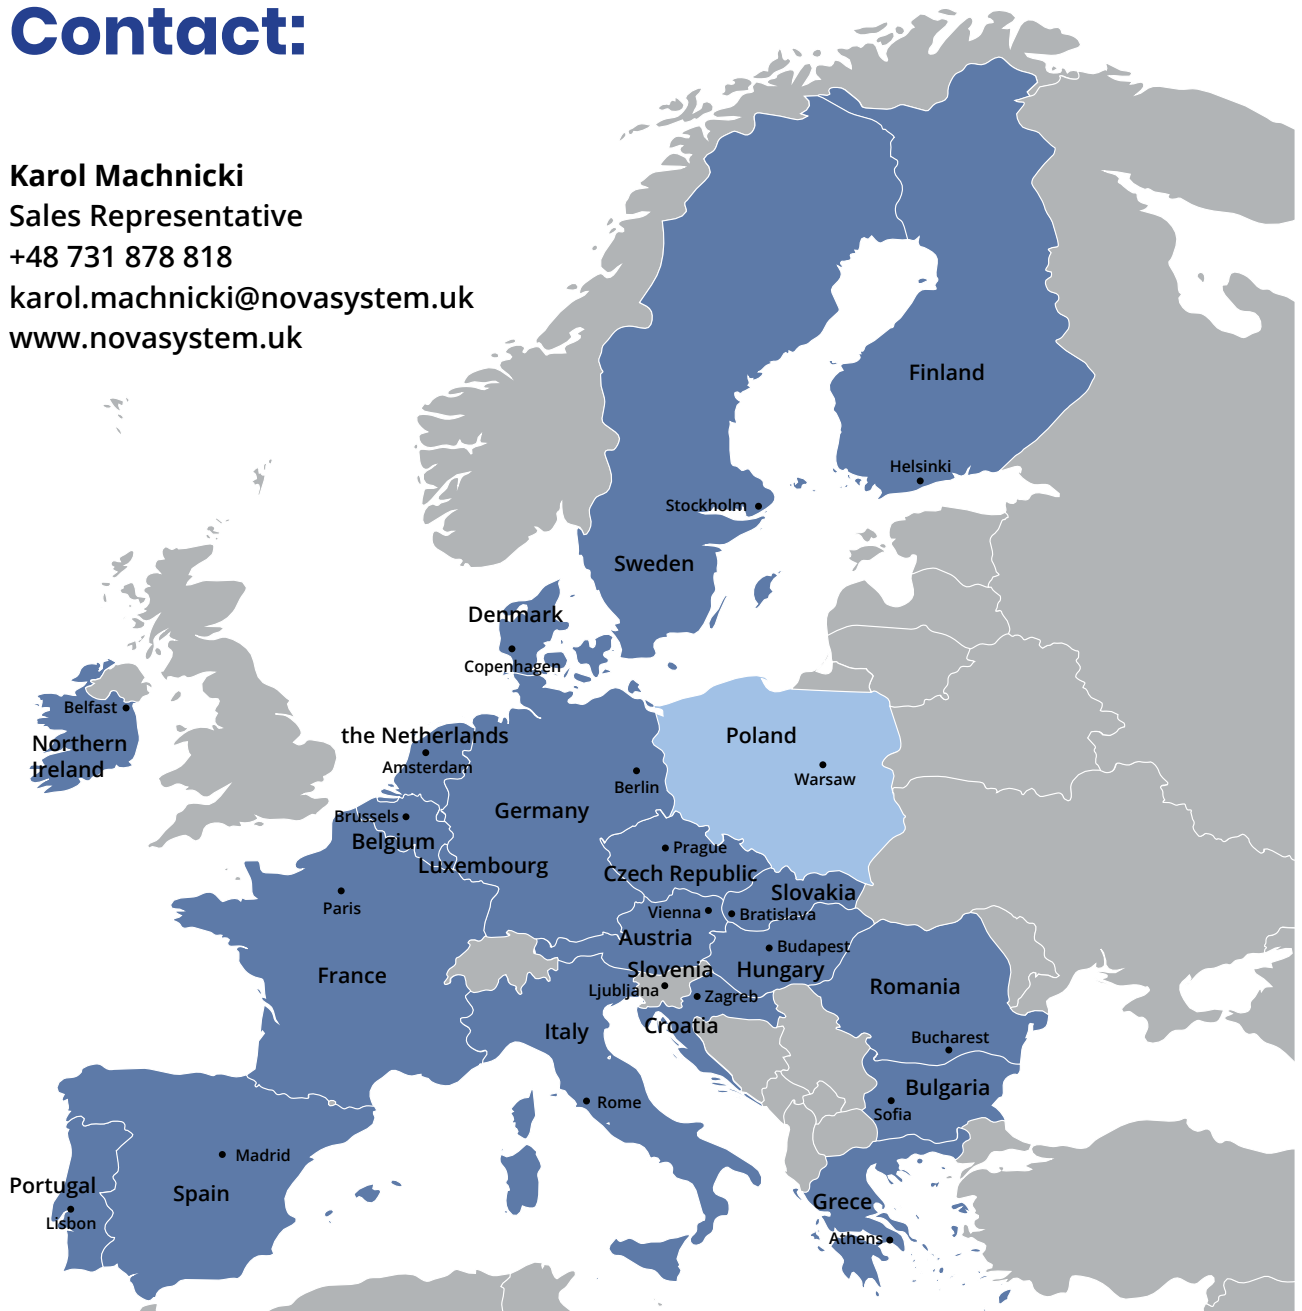 Contact:
Karol Machnicki
Sales Representative
+48 731 878 818
karol.machnicki@novasystem.uk
www.novasystem.uk
Finland
Helsinki
Stockholm
Sweden
Denmark
Copenhagen
Belfast
Northern
Ireland
the Netherlands
Amsterdam
Poland
Warsaw
Berlin
Germany
Brussels
Belgium
Luxembourg
Prague
Czech Republic
Slovakia
Paris
Vienna
Bratislava
Austria
Budapest
Hungary
France
Slovenia
Ljubljana
Zagreb
Romania
Croatia
Italy
Bucharest
Bulgaria
Sofia
Rome
Madrid
Portugal
Spain
Lisbon
Grece
Athens